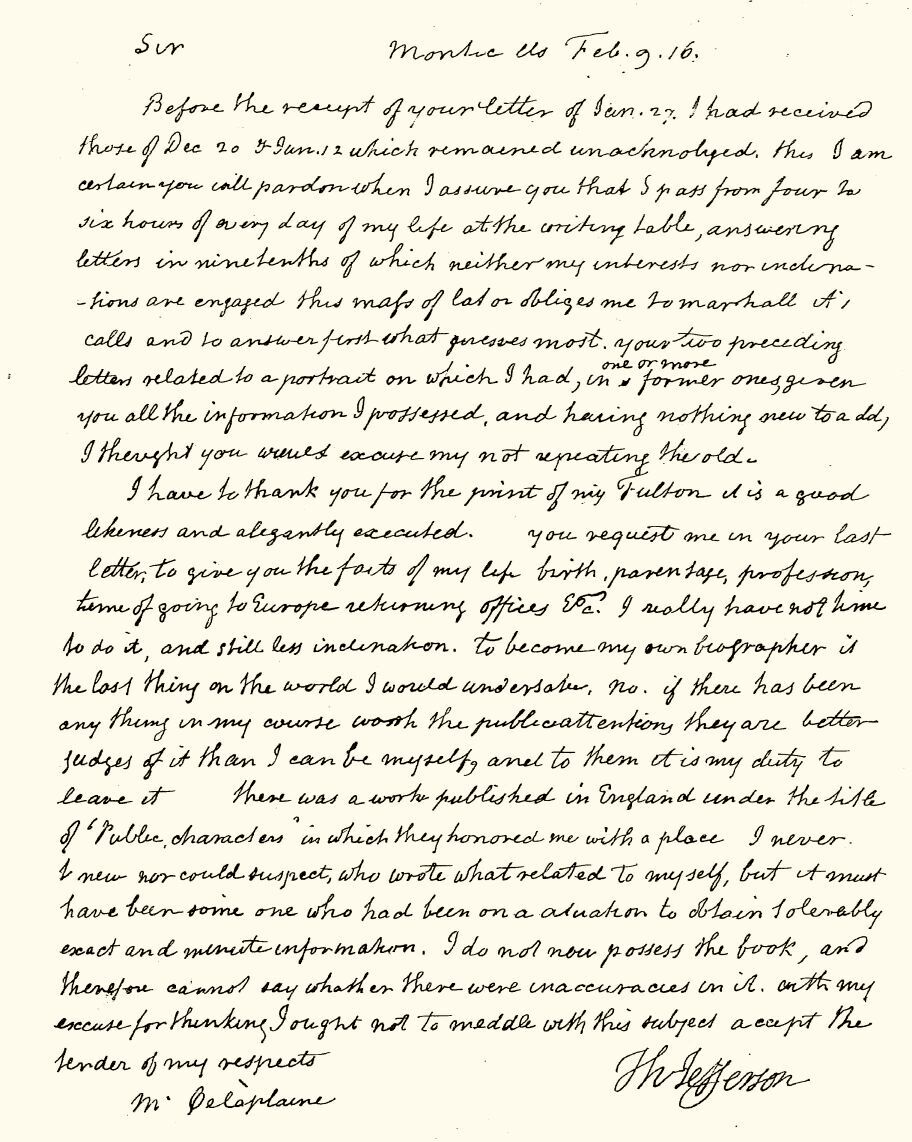 Sir Monticello Feb. 9. 16.
Before the receipt of your letter of Jan. 27. I had received
those of Dec 20 & Jan. 12 which remained unacknolged. this I am
certain you will pardon when I assure you that I pass from four to
six hours of every day of my life at the writing table, answering
letters in nine tenths of which neither my interests nor inclina-
-tions are engaged this mass of labor obliges me to marshall it's
calls and to answer first what presses most. your two preceding
one or more
letters related to a portrait on which I had, in former ones, given
you all the information I possessed, and having nothing new to add,
I thought you would excuse my not repeating the old.
I have to thank you for the print of my Fulton it is a good
likeness and elegantly executed. you request me in your last
letter, to give you the facts of my life birth, parentage, profession,
time of going to Europe returning offices &c. I really have not time
to do it, and still less inclination. to become my own biographer is
the last thing on the world I would undertake. no. if there has been
any thing in my course worth the public attention, they are better
judges of it than I can be myself, and to them it is my duty to
leave it there was a work published in England under the title
of 'Public characters' in which they honored me with a place I never
knew nor could suspect, who wrote what related to myself, but it must
have been some one who had been on a situation to obtain tolerably
exact and minute information. I do not now possess the book, and
therefore cannot say whether there were inaccuracies in it. with my
excuse for thinking I ought not to meddle with this subject accept the
tender of my respects
Th Jefferson
Mr Delaplaine